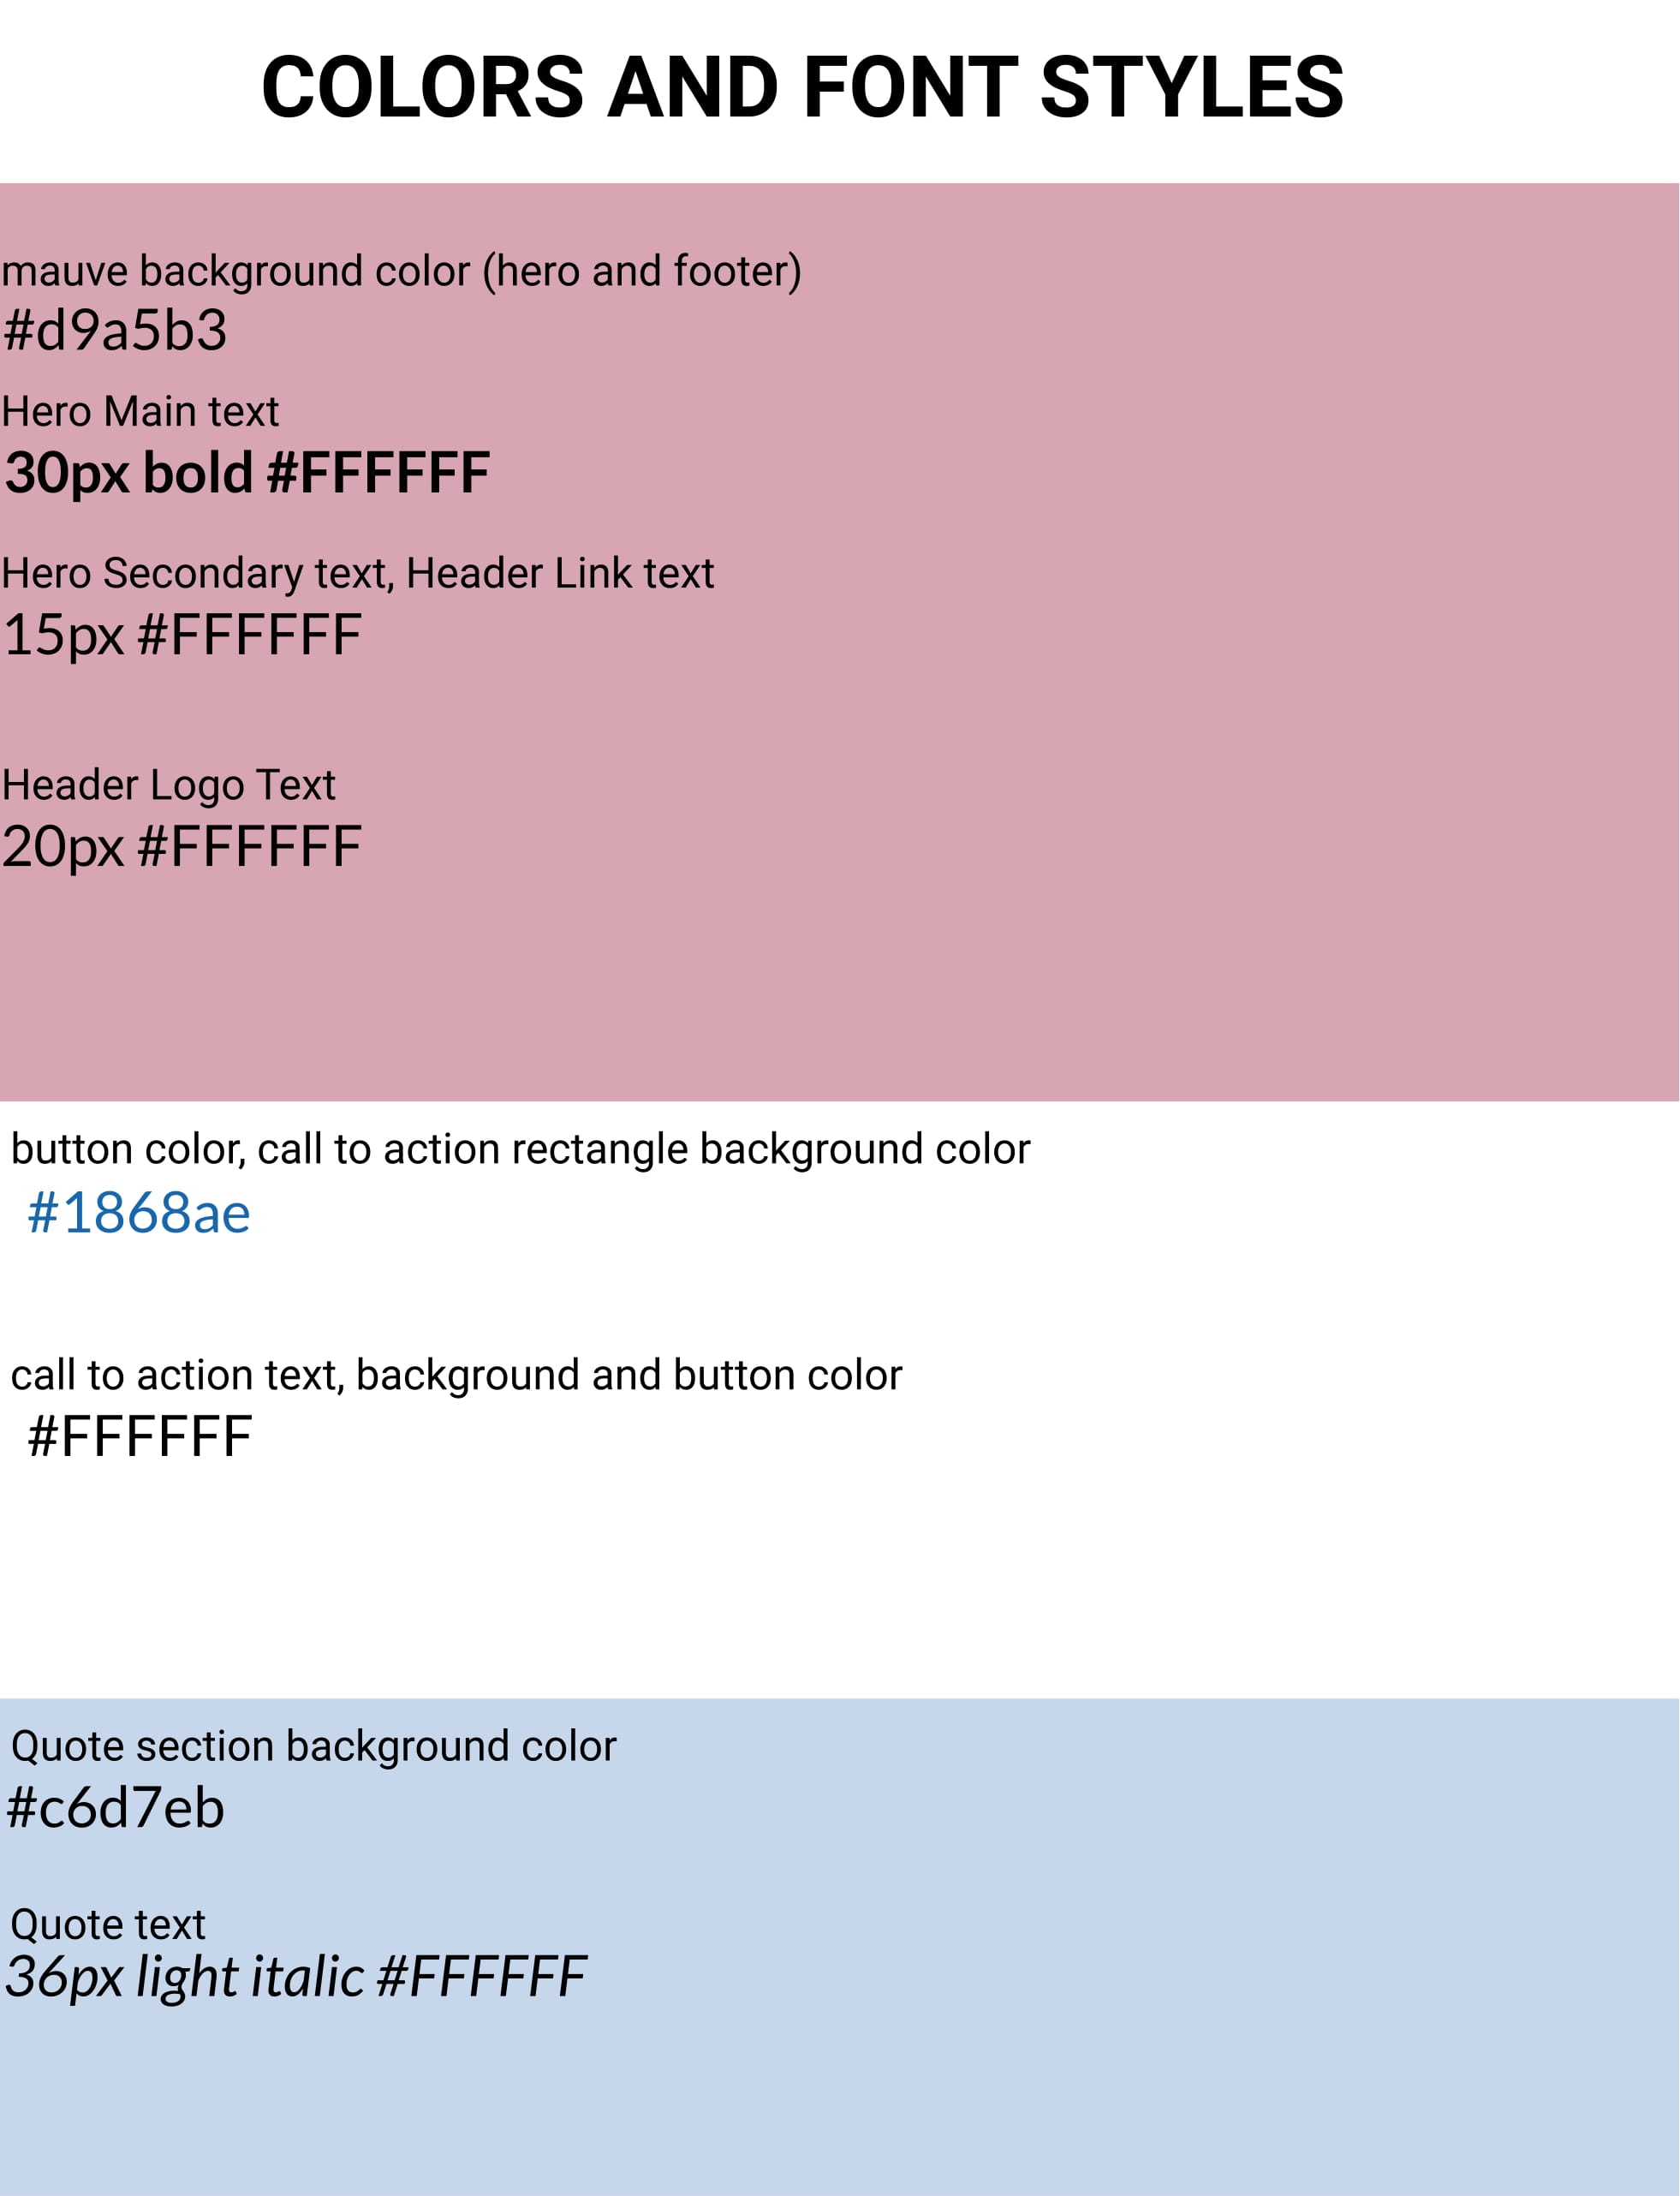 COLORS AND FONT STYLES
mauve background color (hero and footer)
#d9a5b3
Hero Main text
30px bold #FFFFFF
Hero Secondary text, Header Link text
15px #FFFFFF
Header Logo Text
20px #FFFFFF
button color, call to action rectangle background color
#1868ae
call to action text, background and button color
#FFFFFF
Quote section background color
#c6d7eb
Quote text
36px light italic #FFFFFF